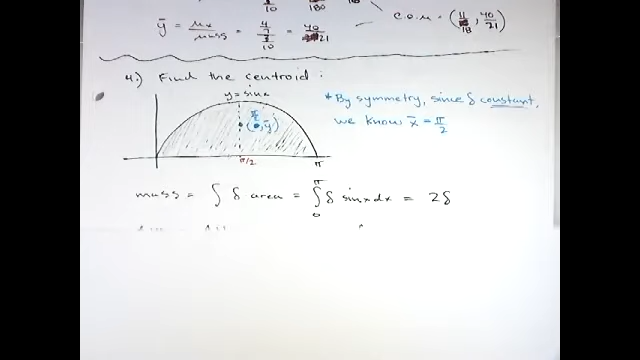 ȳ = Mx/mass = (4/7)/(3/10) = 40/21
C.O.M = (11/18, 40/21)
4.) Find the centroid :
y = sin x
(π/2, ȳ)
π/2
π
* By symmetry, since δ constant,
we know x̄ = π/2
mass = ∫ δ area = ∫₀^π δ sin x dx = 2δ